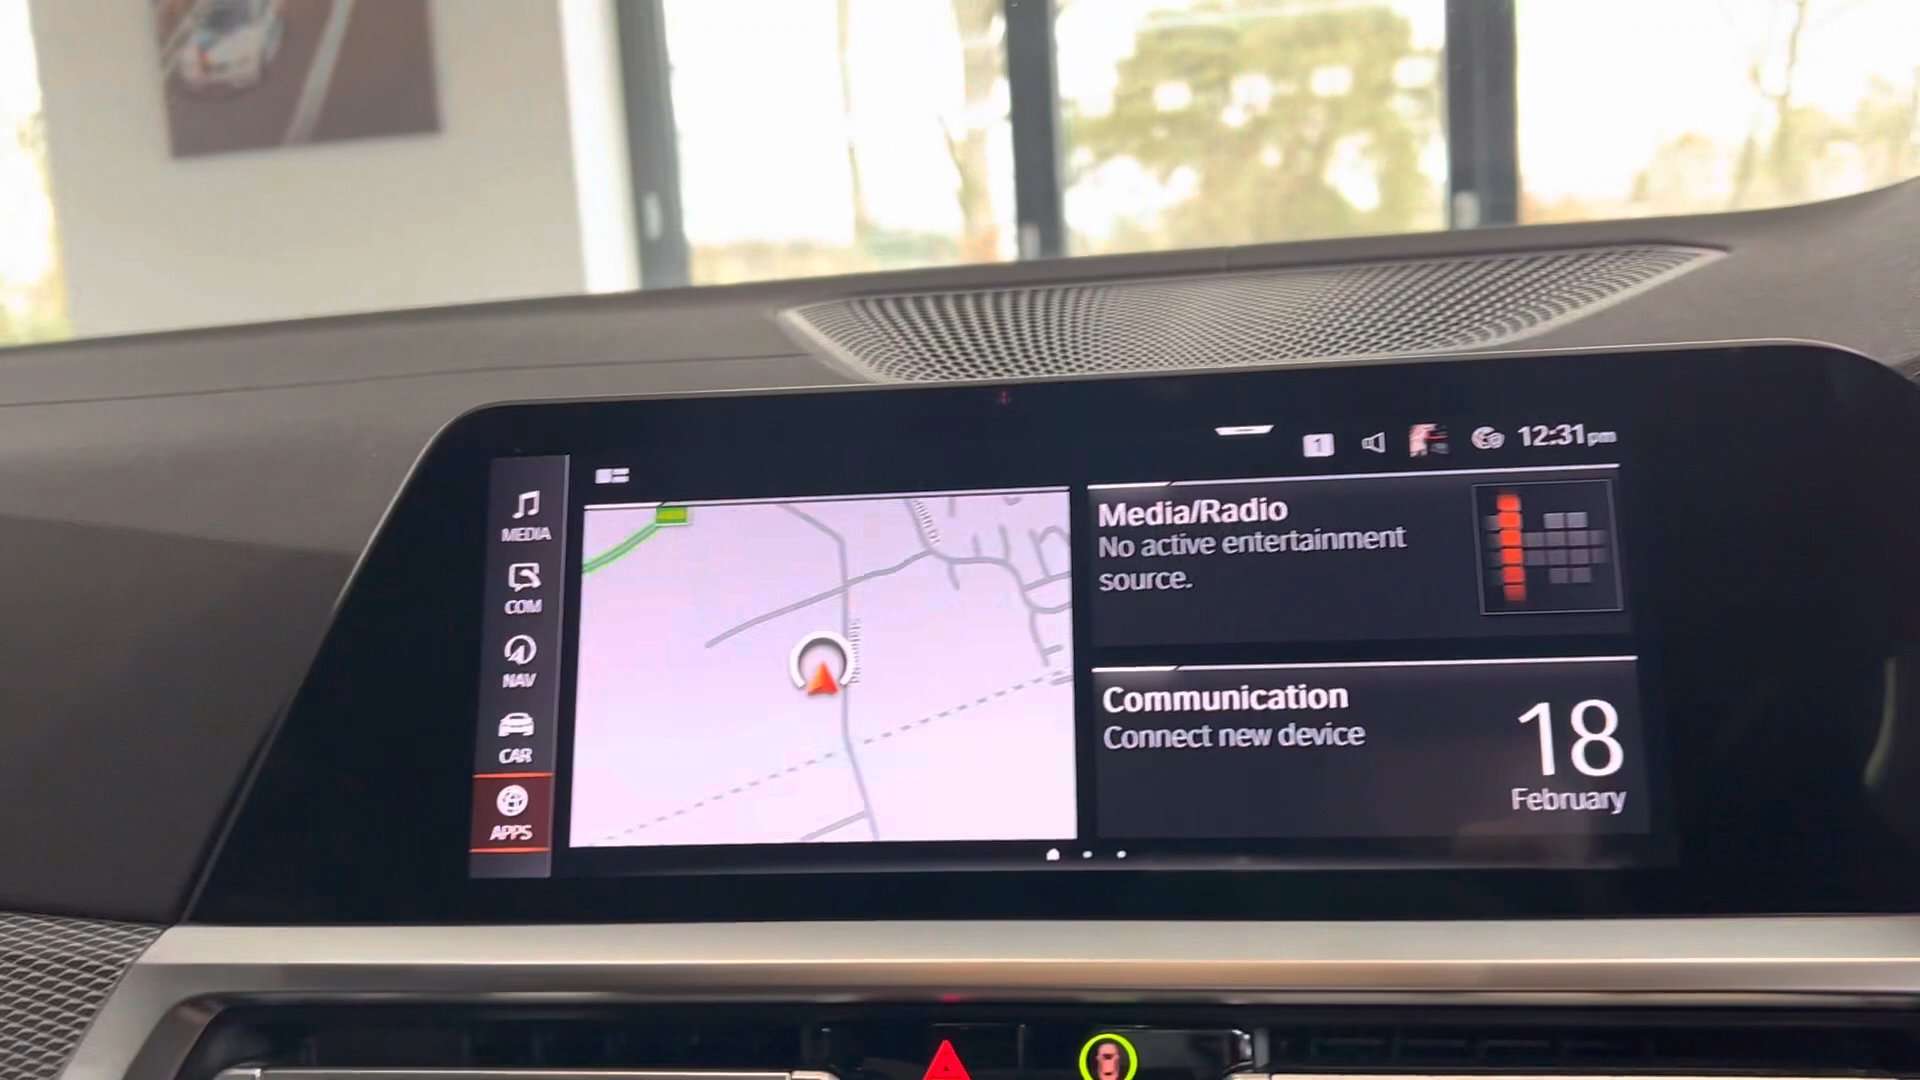 1
12:31pm
MEDIA
COM
NAV
CAR
APPS
Media/Radio
No active entertainment
source.
Communication
Connect new device
18
February